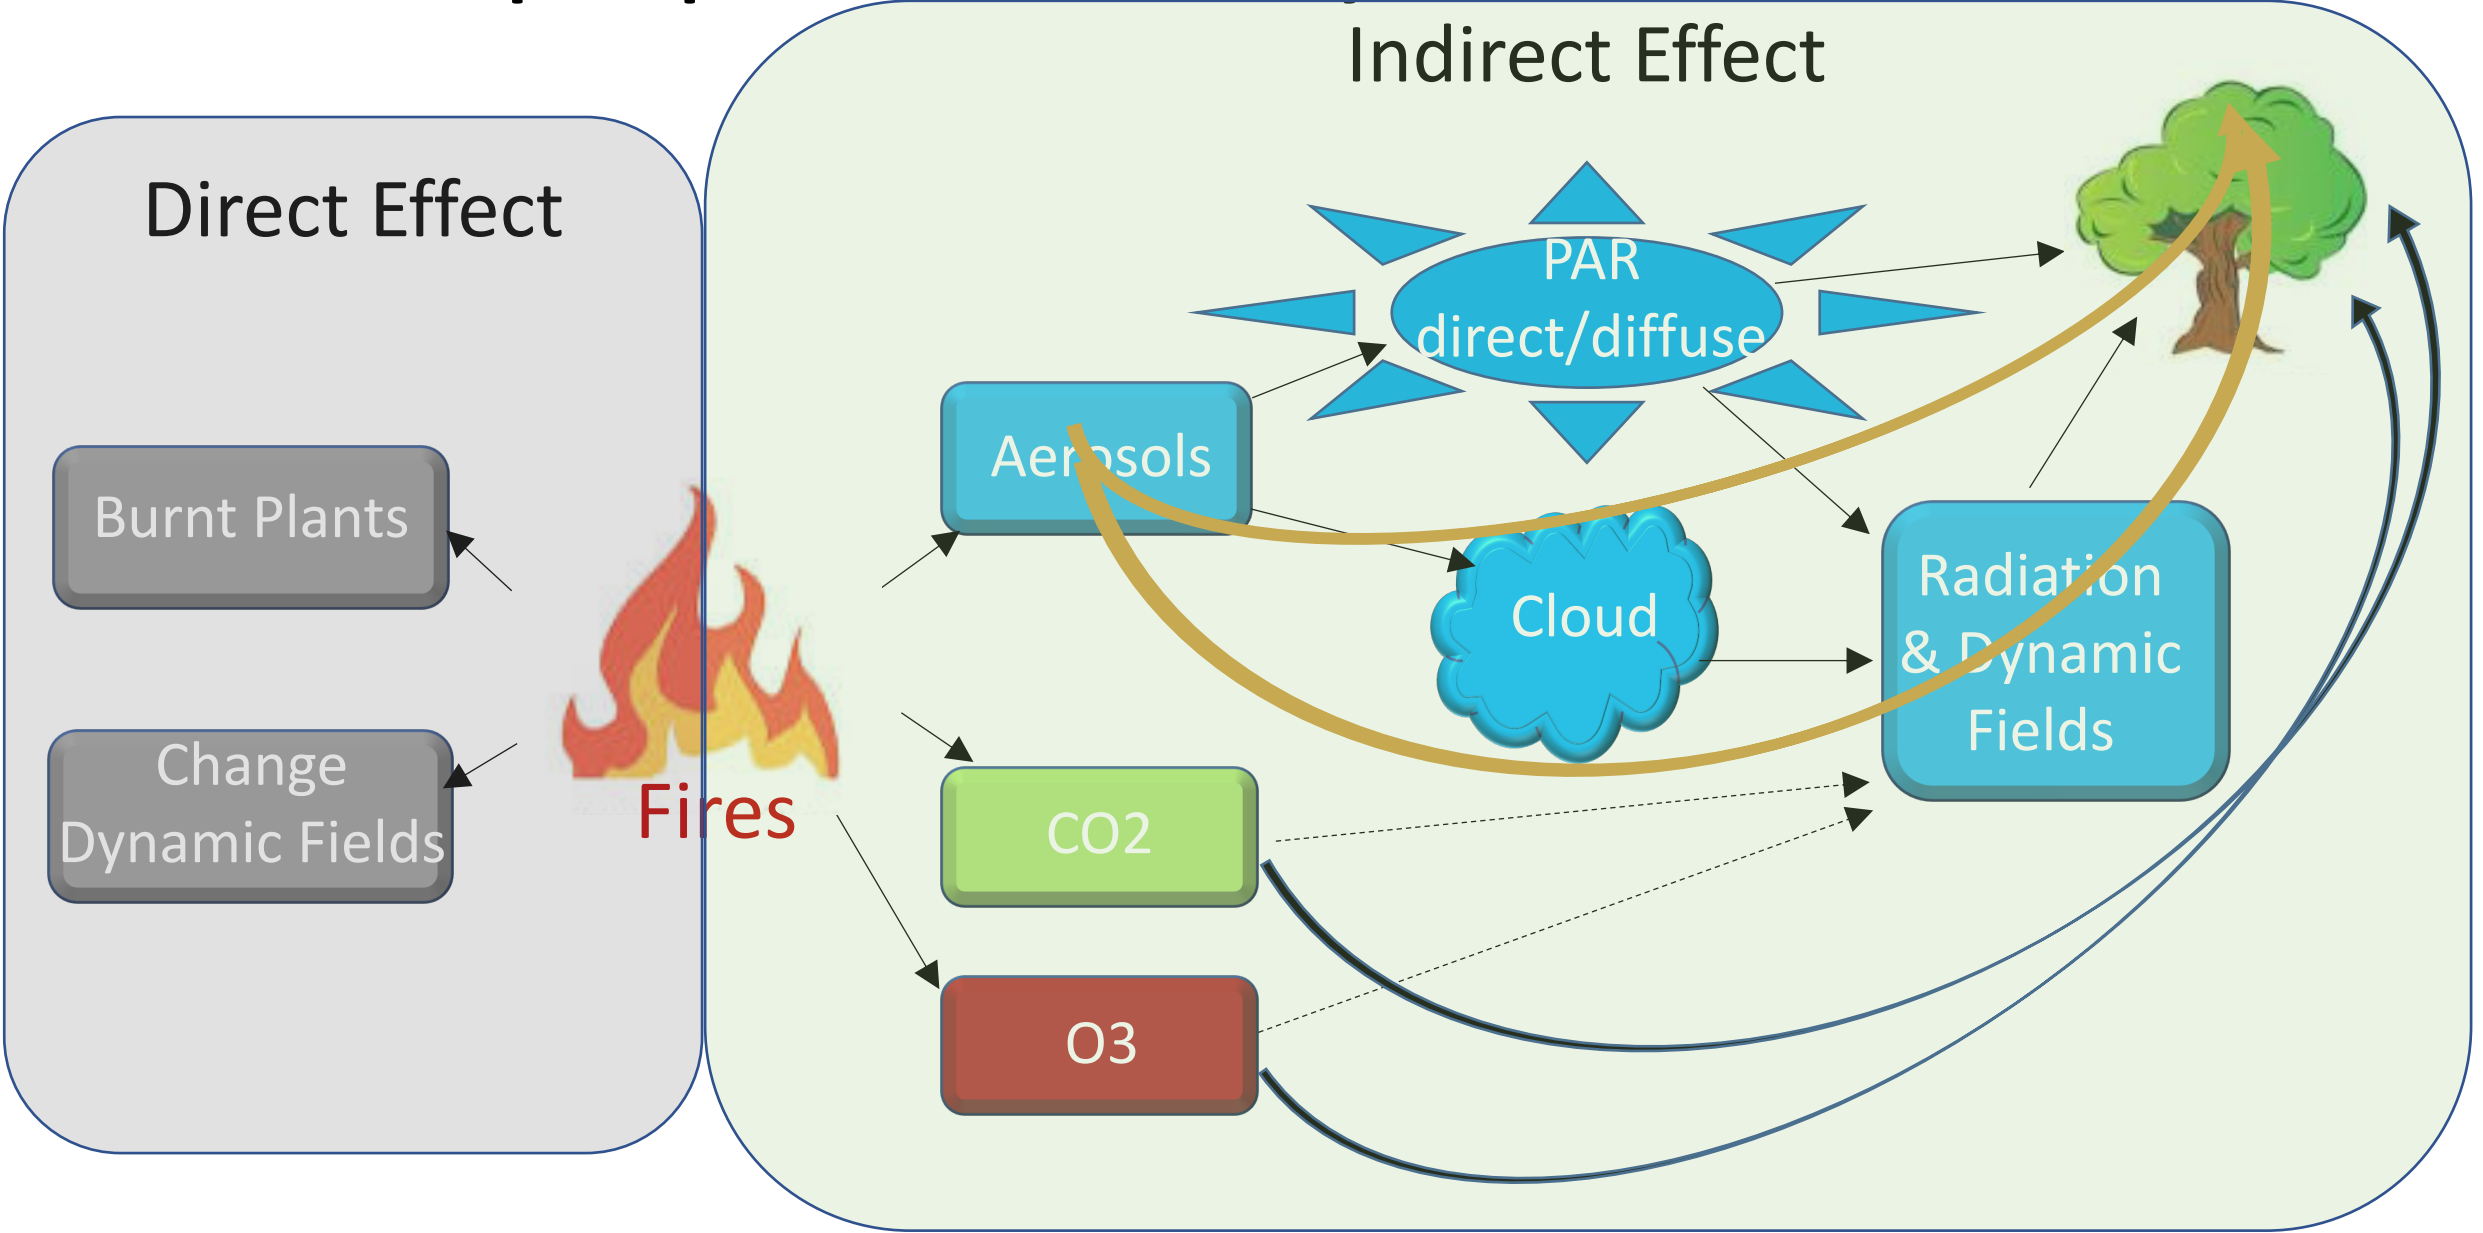 Indirect Effect
Direct Effect
PAR
direct/diffuse
Aerosols
Burnt Plants
Cloud
Radiation
& Dynamic
Fields
Change
Dynamic Fields
Fires
CO2
O3